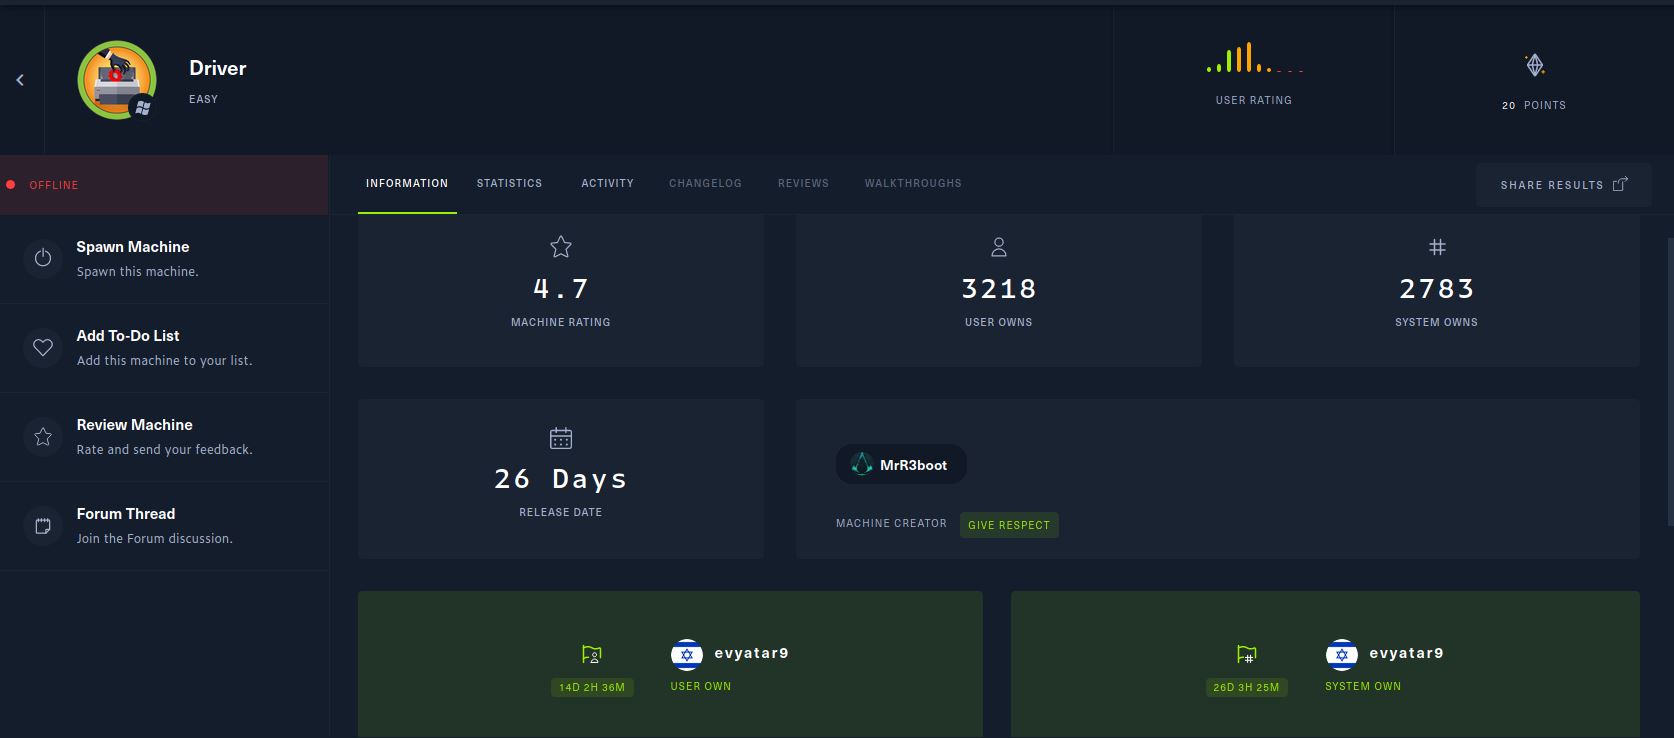 Driver
EASY
USER RATING
20 POINTS
OFFLINE
INFORMATION STATISTICS ACTIVITY CHANGELOG REVIEWS WALKTHROUGHS
SHARE RESULTS
Spawn Machine
Spawn this machine.
Add To-Do List
Add this machine to your list.
Review Machine
Rate and send your feedback.
Forum Thread
Join the Forum discussion.
4.7
MACHINE RATING
3218
USER OWNS
2783
SYSTEM OWNS
26 Days
RELEASE DATE
MrR3boot
MACHINE CREATOR GIVE RESPECT
evyatar9
14D 2H 36M USER OWN
evyatar9
26D 3H 25M SYSTEM OWN